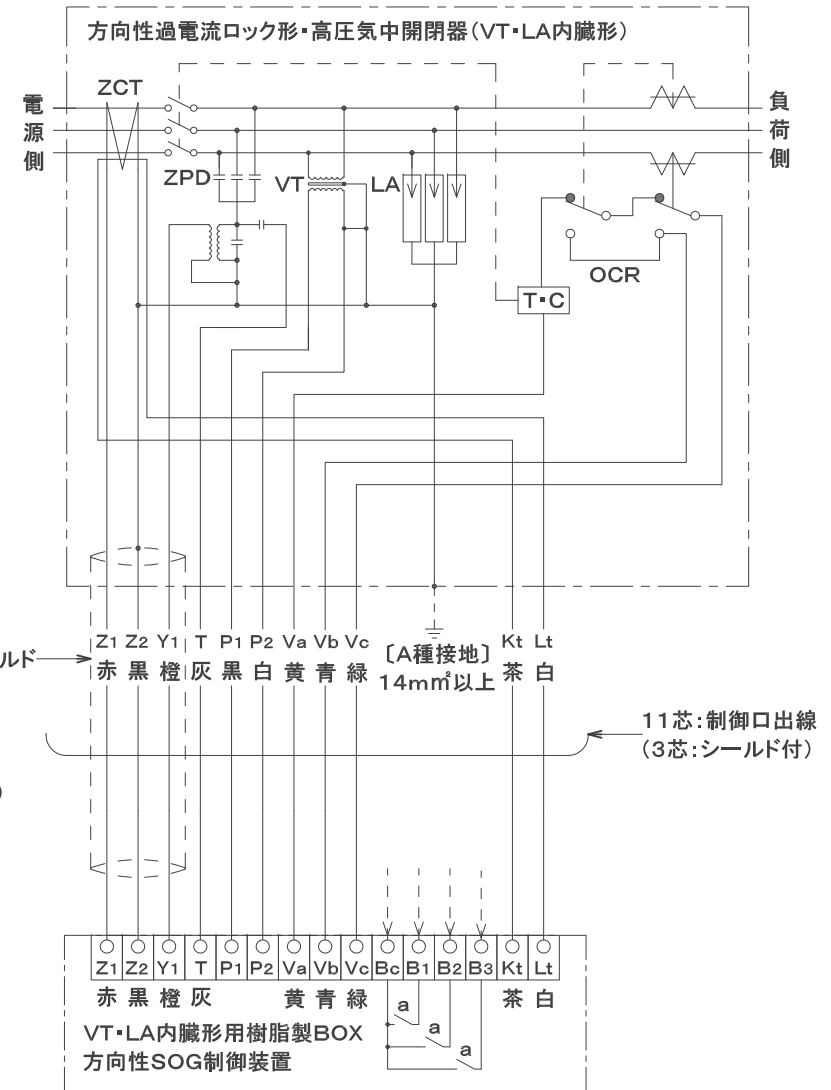 方向性過電流ロック形・高圧気中開閉器(VT・LA内臓形)
ZCT
電源側
負荷側
ZPD
VT
LA
OCR
T・C
Z1 Z2 Y1 T P1 P2 Va Vb Vc Kt Lt
赤 黒 橙 灰 黒 白 黄 青 緑 茶 白
〔A種接地〕
14m㎡以上
ルド
11芯:制御口出線
(3芯:シールド付)
)
Z1 Z2 Y1 T P1 P2 Va Vb Vc Bc B1 B2 B3 Kt Lt
赤 黒 橙 灰 黄 青 緑 茶 白
a
a
a
VT・LA内臓形用樹脂製BOX
方向性SOG制御装置